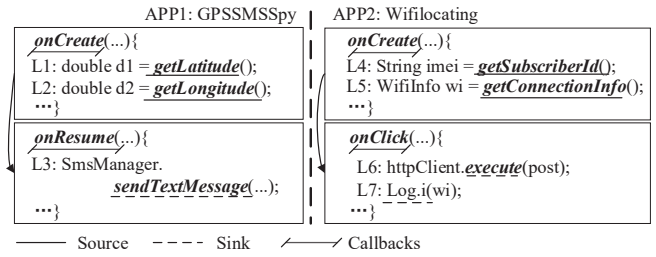 APP1: GPSSMSSpy
onCreate(...){
L1: double d1 = getLatitude();
L2: double d2 = getLongitude();
...}
onResume(...){
L3: SmsManager.
sendTextMessage(...);
...}
APP2: Wifilocating
onCreate(...){
L4: String imei = getSubscriberId();
L5: WifiInfo wi = getConnectionInfo();
...}
onClick(...){
L6: httpClient.execute(post);
L7: Log.i(wi);
...}
Source Sink Callbacks